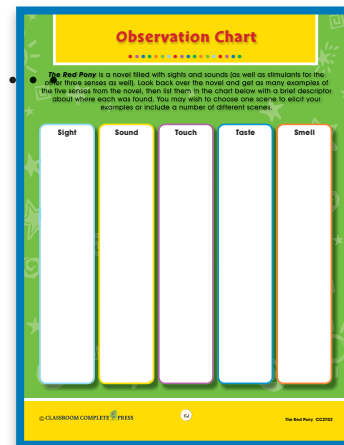 Observation Chart
The Red Pony is a novel filled with sights and sounds (as well as stimulants for the
other three senses as well). Look back over the novel and get as many examples of
the five senses from the novel, then list them in the chart below with a brief descriptor
about where each was found. You may wish to choose one scene to elicit your
examples or include a number of different scenes.
Sight Sound Touch Taste Smell
© CLASSROOM COMPLETE PRESS
54
The Red Pony CC2702